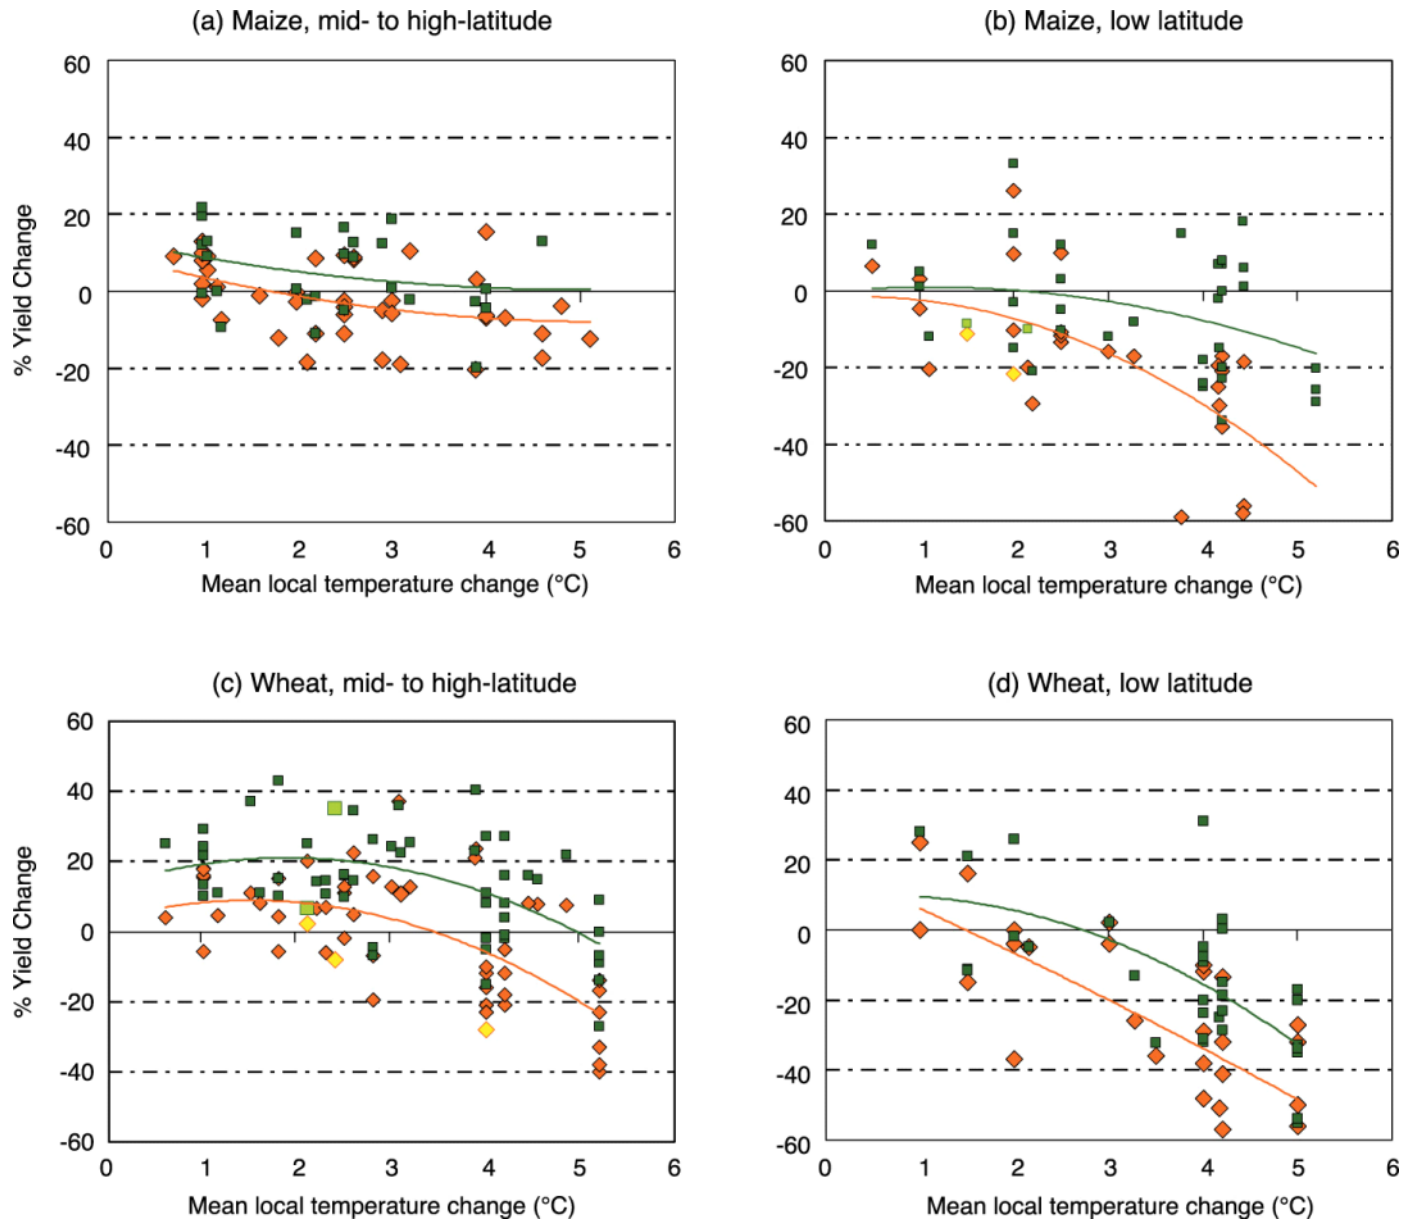 (a) Maize, mid- to high-latitude
(b) Maize, low latitude
% Yield Change
60
40
20
0
-20
-40
-60
0 1 2 3 4 5 6
Mean local temperature change (°C)
60
40
20
0
-20
-40
-60
0 1 2 3 4 5 6
Mean local temperature change (°C)
(c) Wheat, mid- to high-latitude
(d) Wheat, low latitude
% Yield Change
60
40
20
0
-20
-40
-60
0 1 2 3 4 5 6
Mean local temperature change (°C)
60
40
20
0
-20
-40
-60
0 1 2 3 4 5 6
Mean local temperature change (°C)